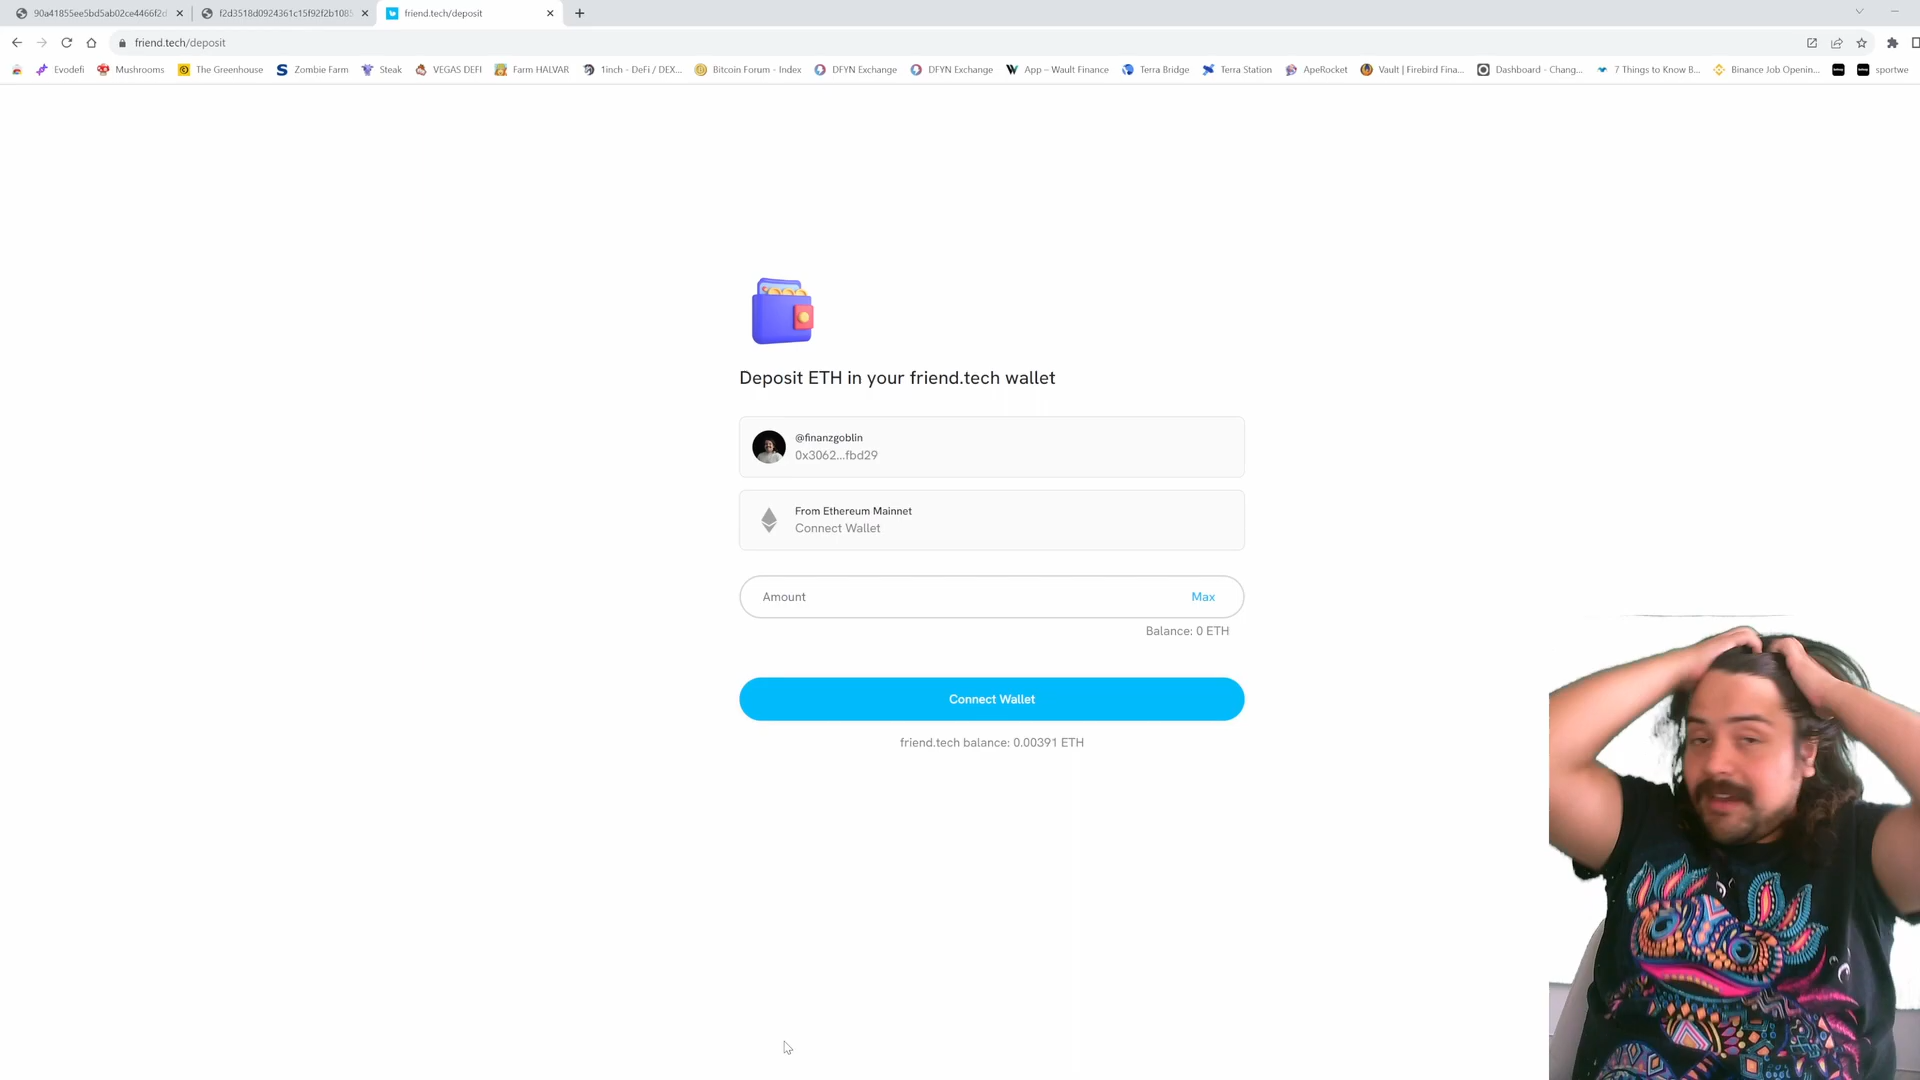 90a41855ee5bd5ab02ce4466f2d
f2d3518d0924361c15f92f2b108
friend.tech/deposit
friend.tech/deposit
Evodefi
Mushrooms
The Greenhouse
Zombie Farm
Steak
VEGAS DEFI
Farm HALVAR
1inch - DeFi / DEX...
Bitcoin Forum - Index
DFYN Exchange
DFYN Exchange
App – Wault Finance
Terra Bridge
Terra Station
ApeRocket
Vault | Firebird Fina...
Dashboard - Chang...
7 Things to Know B...
Binance Job Openin...
sportwe
Deposit ETH in your friend.tech wallet
@finanzgoblin
0x3062...fbd29
From Ethereum Mainnet
Connect Wallet
Amount
Max
Balance: 0 ETH
Connect Wallet
friend.tech balance: 0.00391 ETH